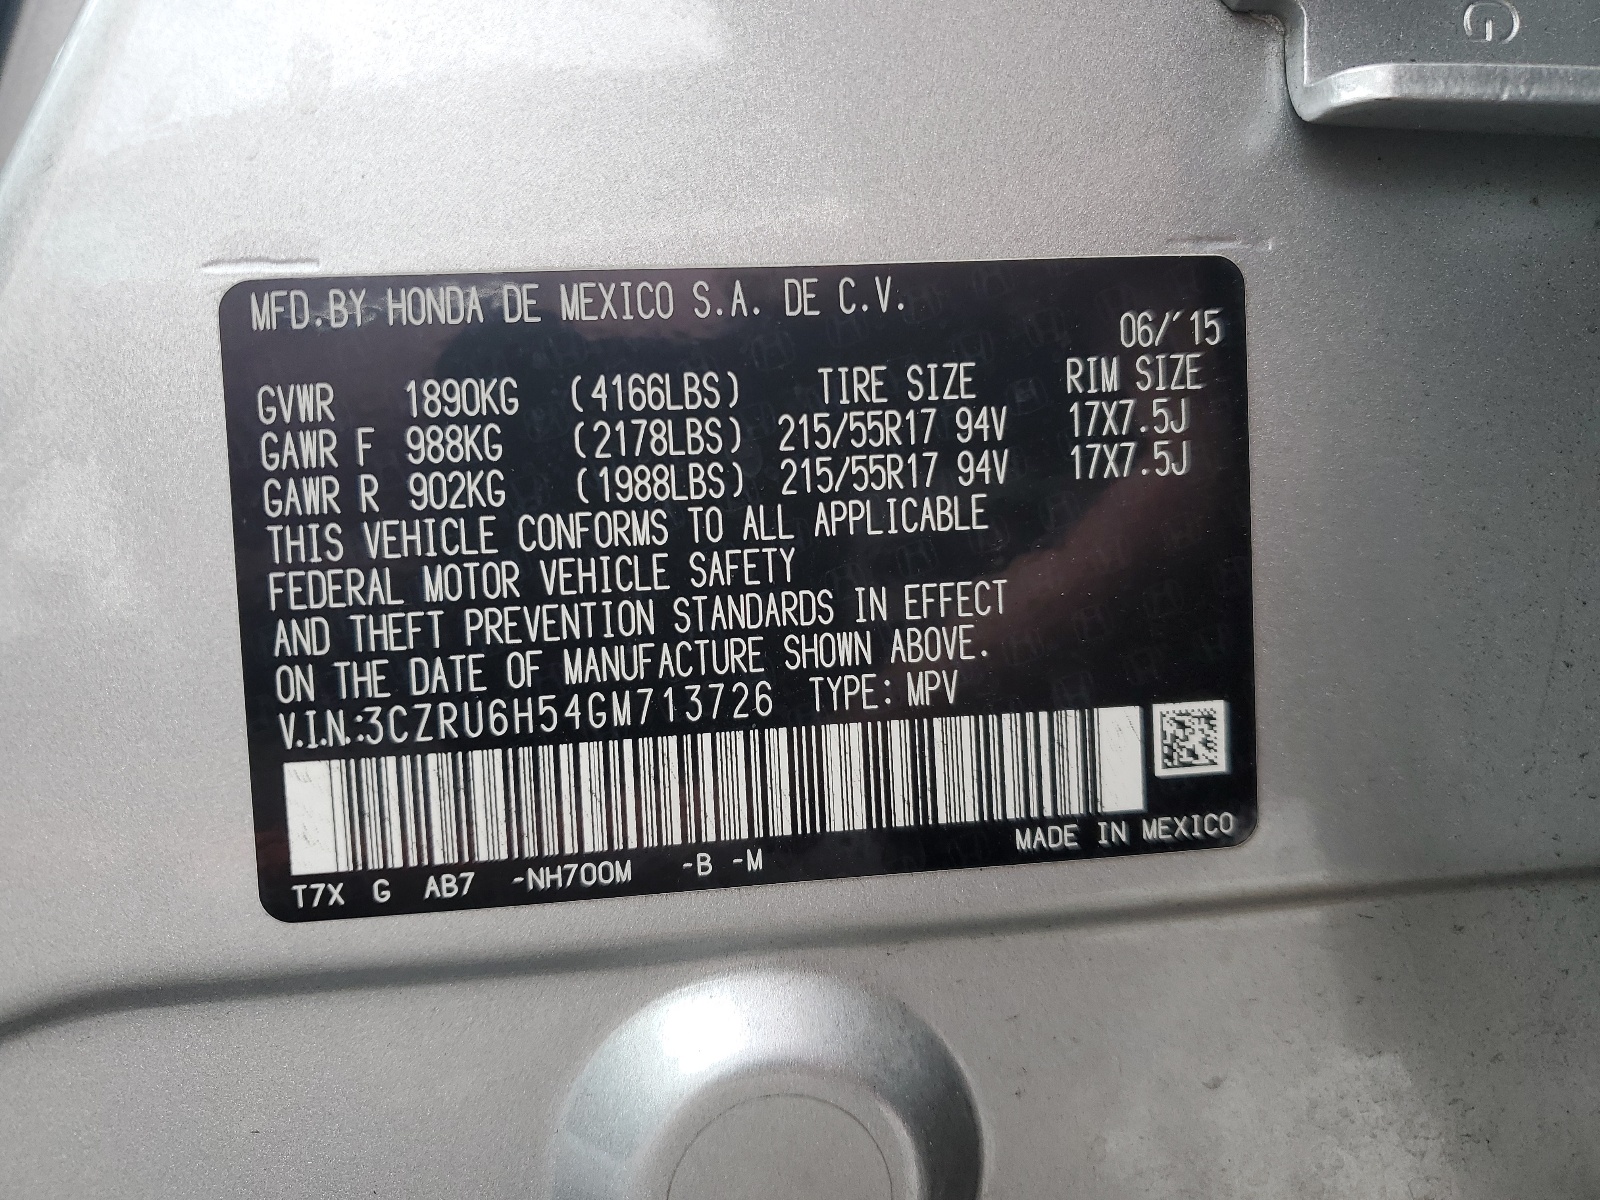 G
MFD.BY HONDA DE MEXICO S.A. DE C.V.
06/'15
GVWR 1890KG (4166LBS) TIRE SIZE RIM SIZE
GAWR F 988KG (2178LBS) 215/55R17 94V 17X7.5J
GAWR R 902KG (1988LBS) 215/55R17 94V 17X7.5J
THIS VEHICLE CONFORMS TO ALL APPLICABLE
FEDERAL MOTOR VEHICLE SAFETY
AND THEFT PREVENTION STANDARDS IN EFFECT
ON THE DATE OF MANUFACTURE SHOWN ABOVE.
V.I.N.:3CZRU6H54GM713726 TYPE: MPV
MADE IN MEXICO
T7X G AB7 -NH700M -B -M